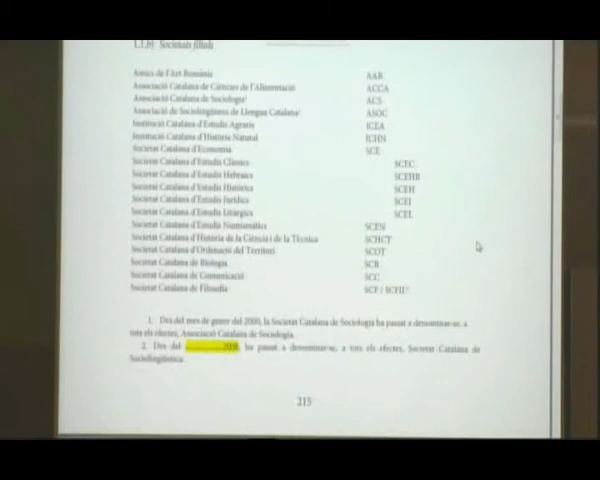 1.1.b) Societats filials
Amics de l'Art Romànic AAR
Associació Catalana de Ciències de l'Alimentació ACCA
Associació Catalana de Sociologia¹ ACS
Associació de Sociolingüistes de Llengua Catalana² ASOC
Institució Catalana d'Estudis Agraris ICEA
Institució Catalana d'Història Natural ICHN
Societat Catalana d'Economia SCE
Societat Catalana d'Estudis Clàssics SCEC
Societat Catalana d'Estudis Hebraics SCEHB
Societat Catalana d'Estudis Històrics SCEH
Societat Catalana d'Estudis Jurídics SCEJ
Societat Catalana d'Estudis Litúrgics SCEL
Societat Catalana d'Estudis Numismàtics SCEN
Societat Catalana d'Història de la Ciència i de la Tècnica SCHCT
Societat Catalana d'Ordenació del Territori SCOT
Societat Catalana de Biologia SCB
Societat Catalana de Comunicació SCC
Societat Catalana de Filosofia SCF / SCFI
1. Des del mes de gener del 2009, la Societat Catalana de Sociologia ha passat a denominar-se, a
tots els efectes, Associació Catalana de Sociologia.
2. Des del 2008, ha passat a denominar-se, a tots els efectes, Societat Catalana de
Sociolingüística.
215